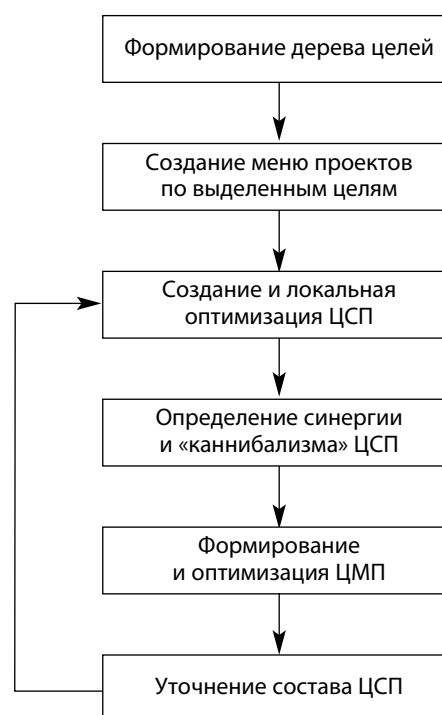 Формирование дерева целей
Создание меню проектов
по выделенным целям
Создание и локальная
оптимизация ЦСП
Определение синергии
и «каннибализма» ЦСП
Формирование
и оптимизация ЦМП
Уточнение состава ЦСП